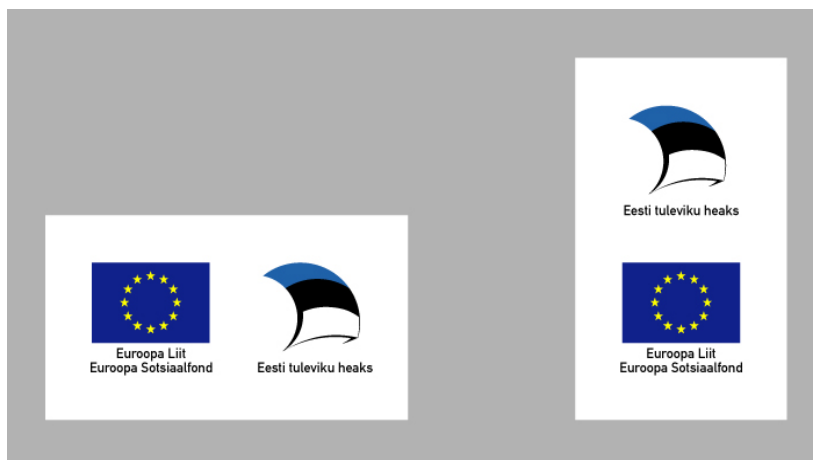 Euroopa Liit
Euroopa Sotsiaalfond
Eesti tuleviku heaks
Eesti tuleviku heaks
Euroopa Liit
Euroopa Sotsiaalfond